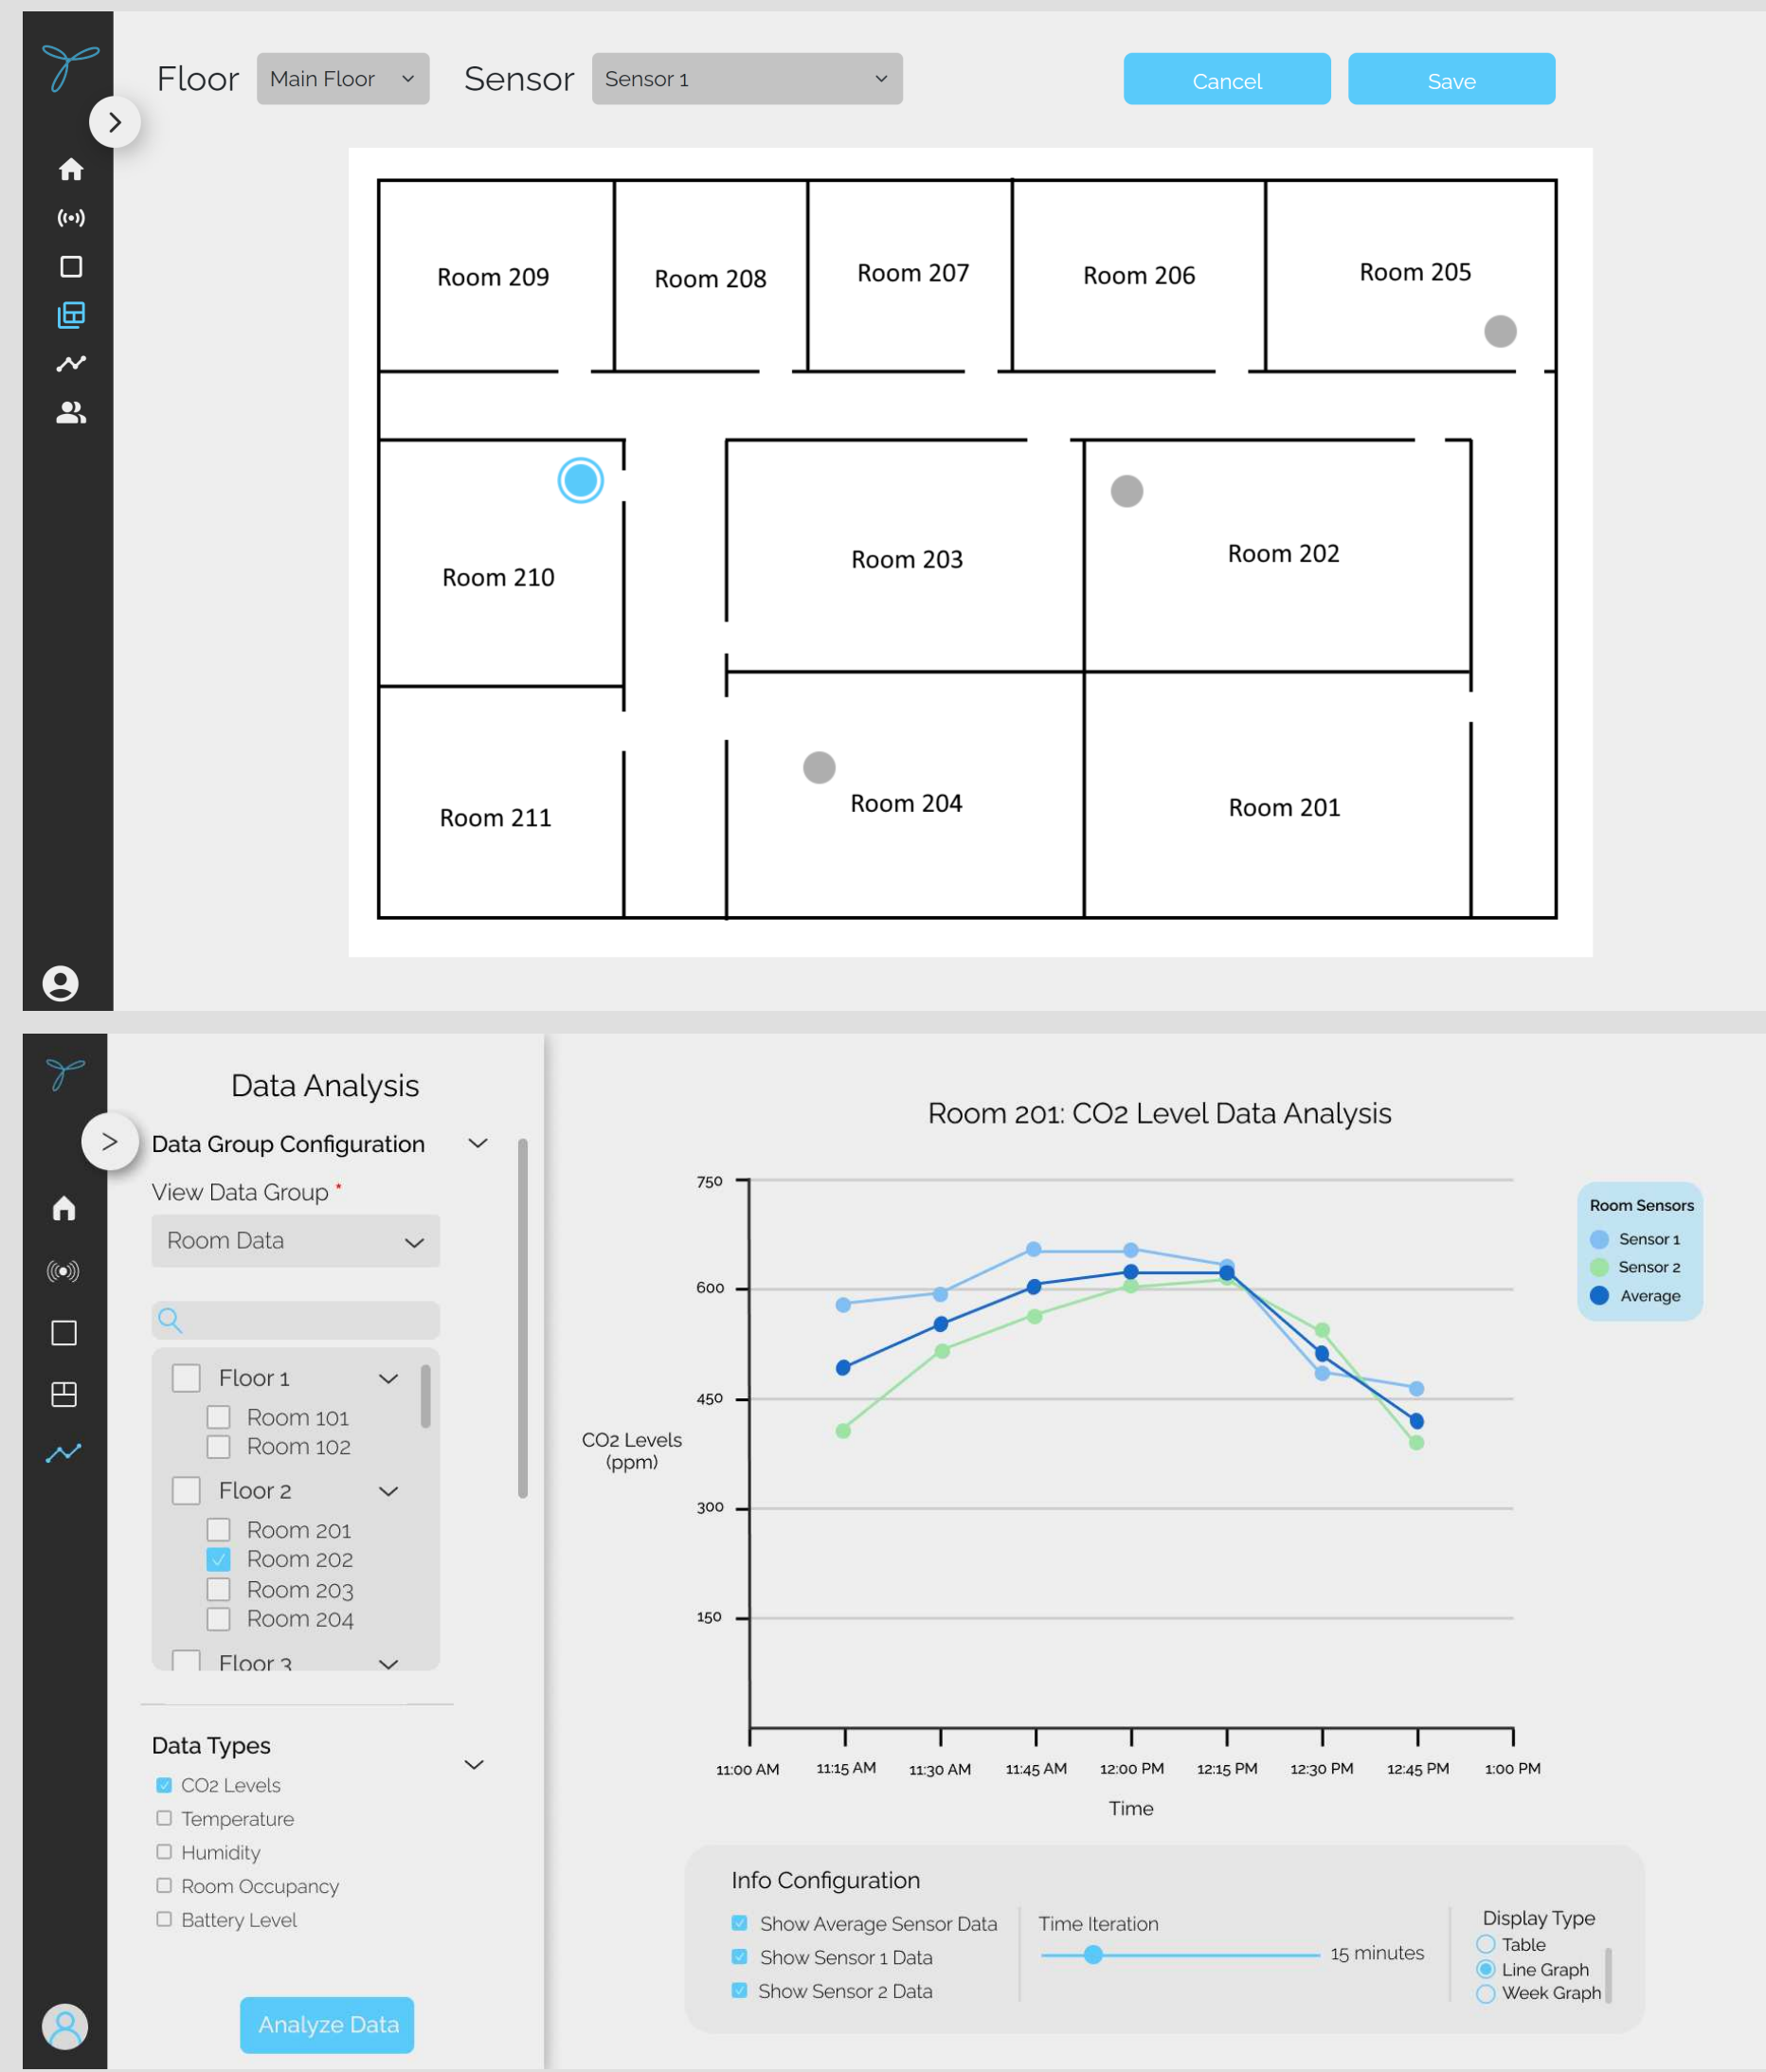 Floor Main Floor Sensor Sensor 1 Cancel Save
Room 209 Room 208 Room 207 Room 206 Room 205
Room 210 Room 203 Room 202
Room 211 Room 204 Room 201
Data Analysis
>
Data Group Configuration
View Data Group *
Room Data
Floor 1
Room 101
Room 102
Floor 2
Room 201
Room 202
Room 203
Room 204
Floor 3
Data Types
CO2 Levels
Temperature
Humidity
Room Occupancy
Battery Level
Analyze Data
Room 201: CO2 Level Data Analysis
750
600
450
300
150
CO2 Levels
(ppm)
11:00 AM 11:15 AM 11:30 AM 11:45 AM 12:00 PM 12:15 PM 12:30 PM 12:45 PM 1:00 PM
Time
Room Sensors
Sensor 1
Sensor 2
Average
Info Configuration
Show Average Sensor Data
Show Sensor 1 Data
Show Sensor 2 Data
Time Iteration
15 minutes
Display Type
Table
Line Graph
Week Graph